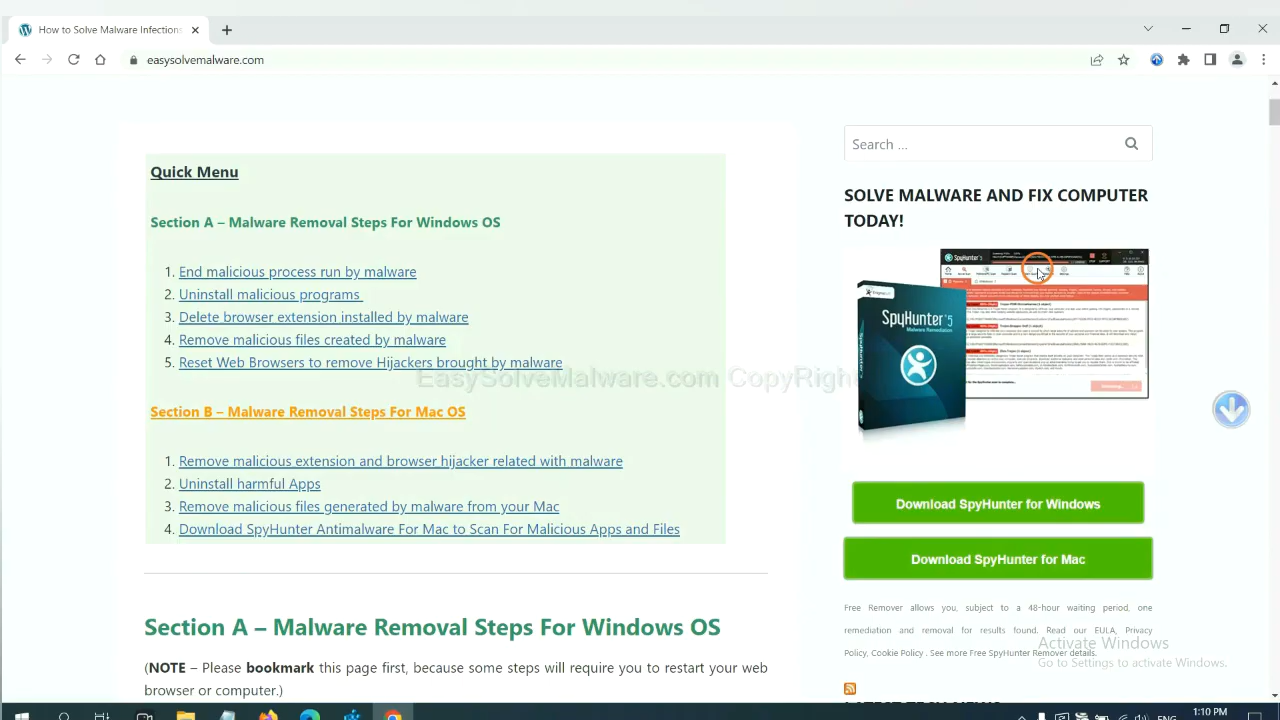 How to Solve Malware Infections
easysolvemalware.com
Quick Menu
Section A – Malware Removal Steps For Windows OS
1. End malicious process run by malware
2. Uninstall malicious programs
3. Delete browser extension installed by malware
4. Remove malicious files created by malware
5. Reset Web Browser to Remove Hijackers brought by malware
Section B – Malware Removal Steps For Mac OS
1. Remove malicious extension and browser hijacker related with malware
2. Uninstall harmful Apps
3. Remove malicious files generated by malware from your Mac
4. Download SpyHunter Antimalware For Mac to Scan For Malicious Apps and Files
Section A – Malware Removal Steps For Windows OS
(NOTE – Please bookmark this page first, because some steps will require you to restart your web
browser or computer.)
Search ...
SOLVE MALWARE AND FIX COMPUTER
TODAY!
SpyHunter 5
SpyHunter 5
Malware Remediation
Download SpyHunter for Windows
Download SpyHunter for Mac
Free Remover allows you, subject to a 48-hour waiting period, one
remediation and removal for results found. Read our EULA, Privacy
Policy, Cookie Policy . See more Free SpyHunter Remover details.
Activate Windows
Go to Settings to activate Windows.
ENG
1:10 PM